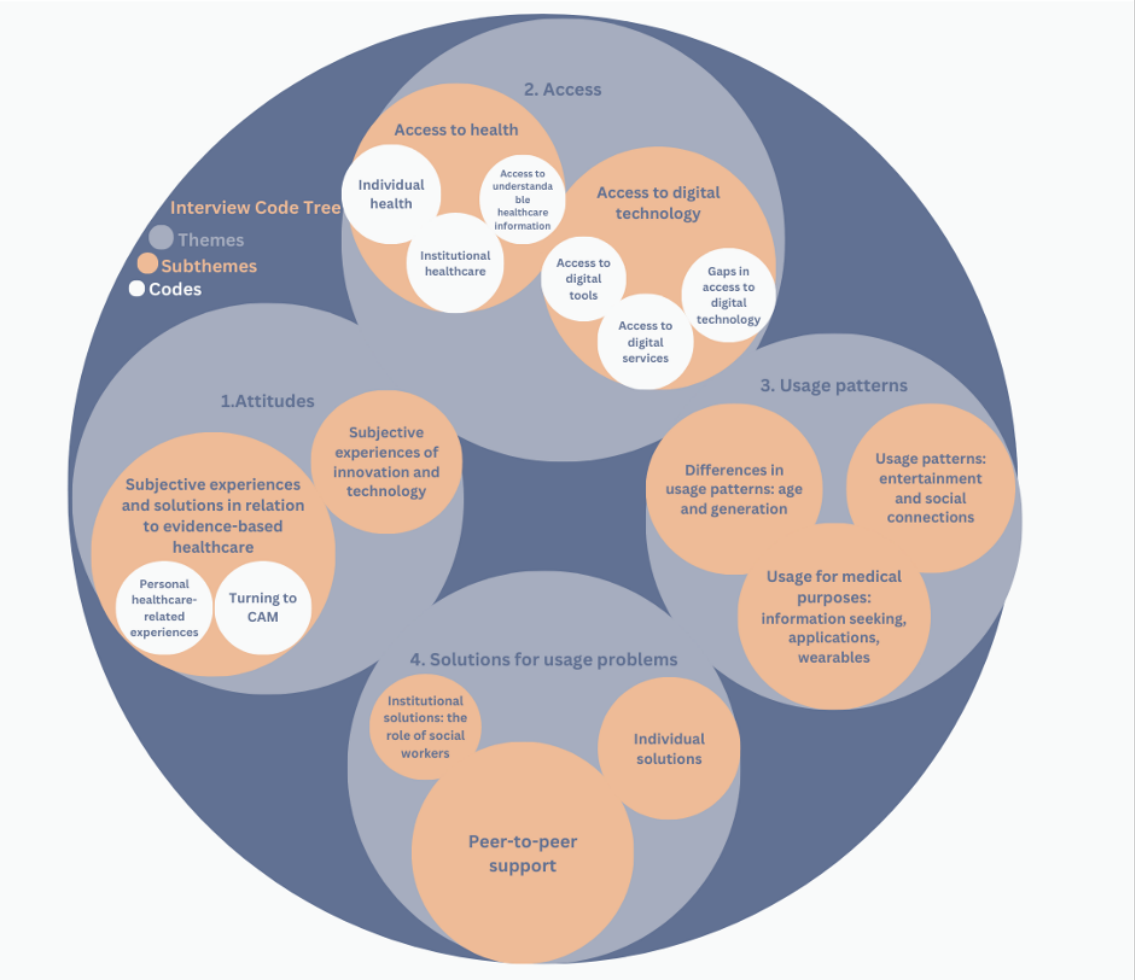 2. Access
Access to health
Individual
health
Access to
understanda
ble
healthcare
information
Institutional
healthcare
Access to digital
technology
Access to
digital
tools
Gaps in
access to
digital
technology
Access to
digital
services
Interview Code Tree
Themes
Subthemes
Codes
1.Attitudes
Subjective
experiences of
innovation and
technology
Subjective experiences
and solutions in relation
to evidence-based
healthcare
Personal
healthcare-
related
experiences
Turning to
CAM
3. Usage patterns
Differences in
usage patterns: age
and generation
Usage patterns:
entertainment
and social
connections
Usage for medical
purposes:
information seeking,
applications,
wearables
4. Solutions for usage problems
Institutional
solutions: the
role of social
workers
Individual
solutions
Peer-to-peer
support